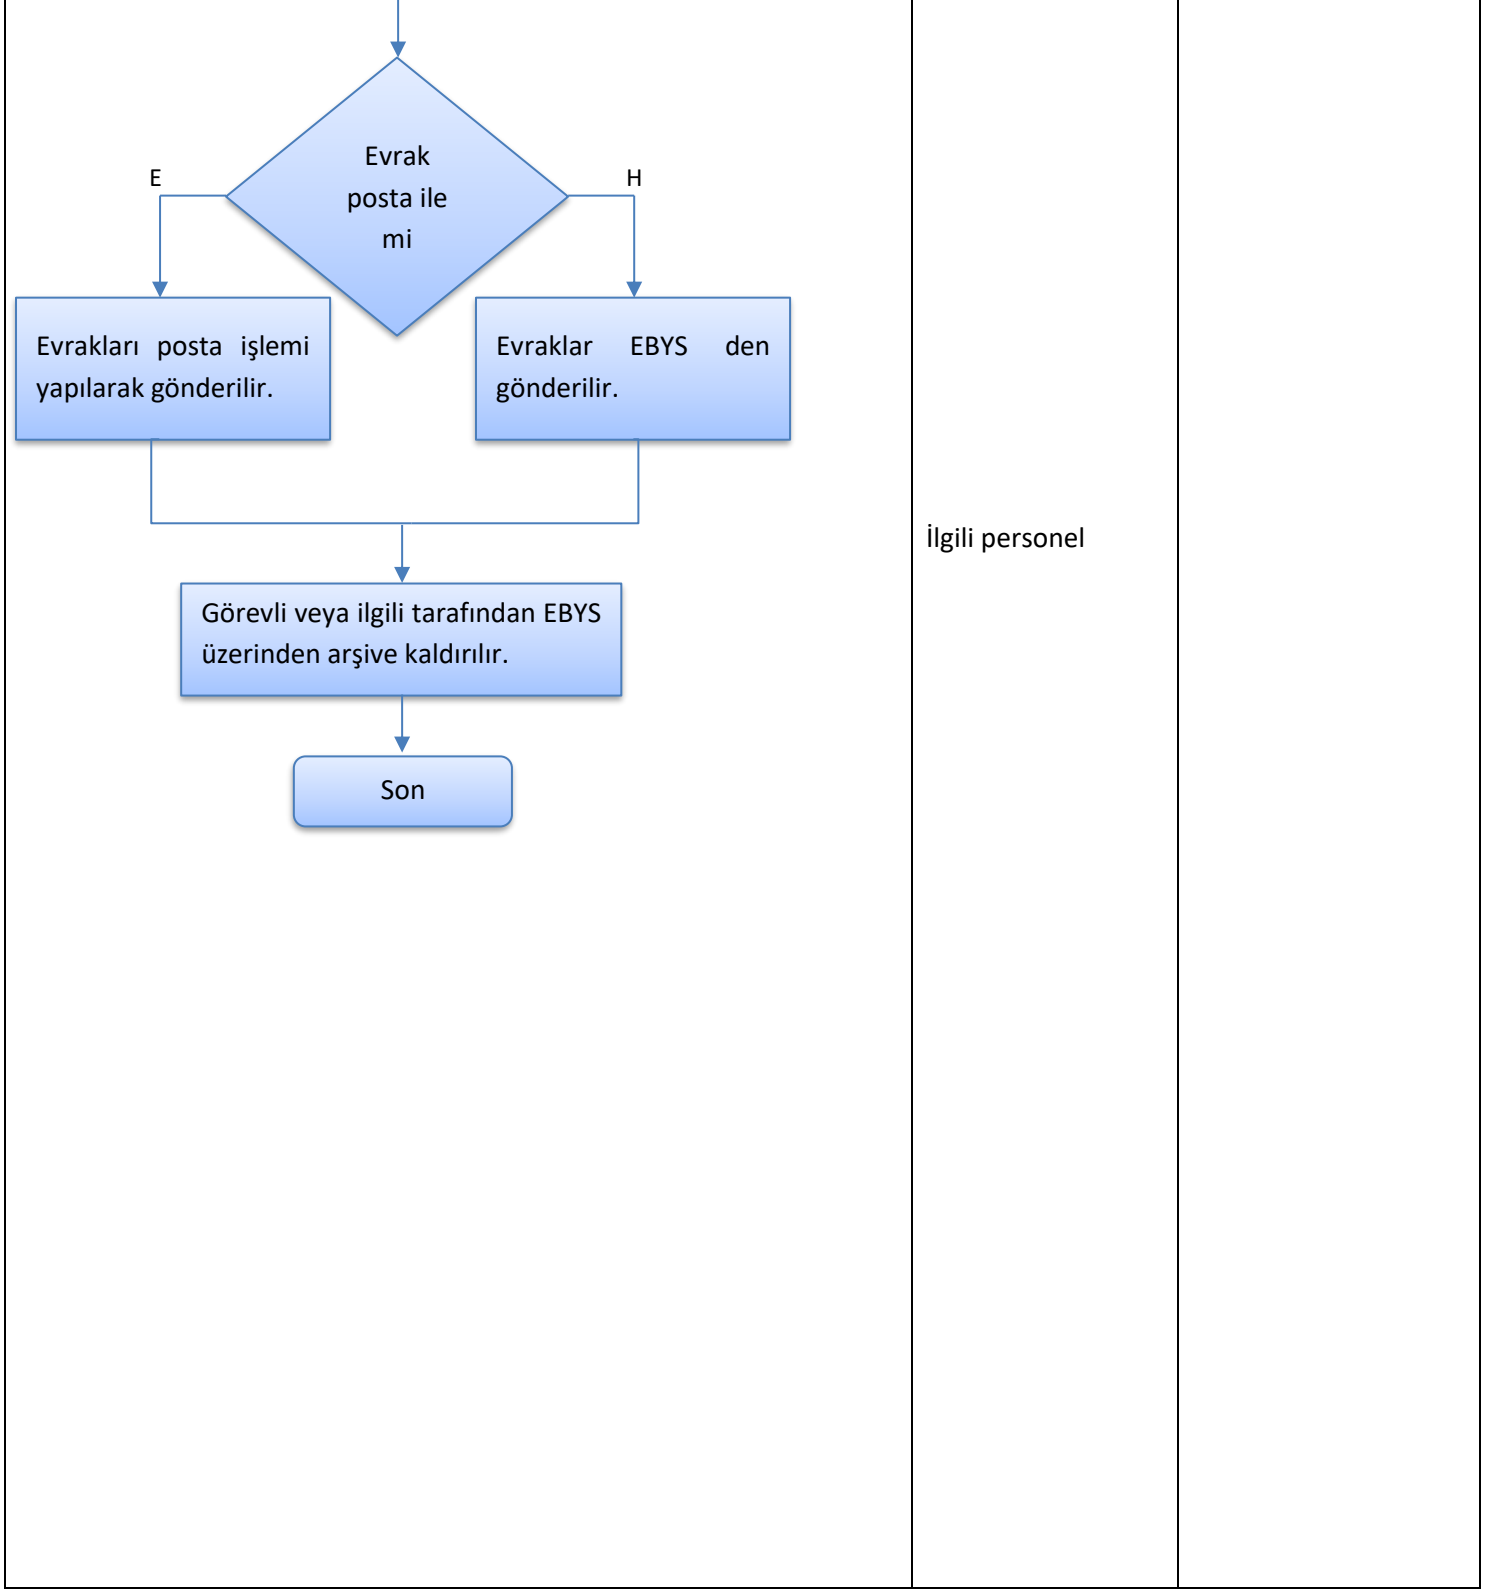 Evrak
posta ile
mi
E
H
Evrakları posta işlemi
yapılarak gönderilir.
Evraklar EBYS den
gönderilir.
İlgili personel
Görevli veya ilgili tarafından EBYS
üzerinden arşive kaldırılır.
Son